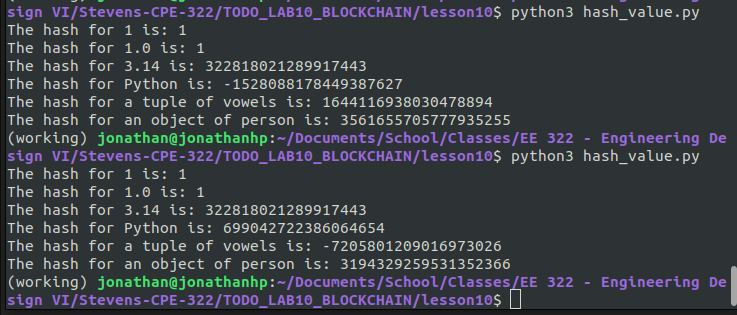 sign VI/Stevens-CPE-322/TODO_LAB10_BLOCKCHAIN/lesson10$ python3 hash_value.py
The hash for 1 is: 1
The hash for 1.0 is: 1
The hash for 3.14 is: 322818021289917443
The hash for Python is: -1528088178449387627
The hash for a tuple of vowels is: 1644116938030478894
The hash for an object of person is: 3561655705777935255
(working) jonathan@jonathanhp:~/Documents/School/Classes/EE 322 - Engineering De
sign VI/Stevens-CPE-322/TODO_LAB10_BLOCKCHAIN/lesson10$ python3 hash_value.py
The hash for 1 is: 1
The hash for 1.0 is: 1
The hash for 3.14 is: 322818021289917443
The hash for Python is: 699042722386064654
The hash for a tuple of vowels is: -7205801209016973026
The hash for an object of person is: 3194329259531352366
(working) jonathan@jonathanhp:~/Documents/School/Classes/EE 322 - Engineering De
sign VI/Stevens-CPE-322/TODO_LAB10_BLOCKCHAIN/lesson10$